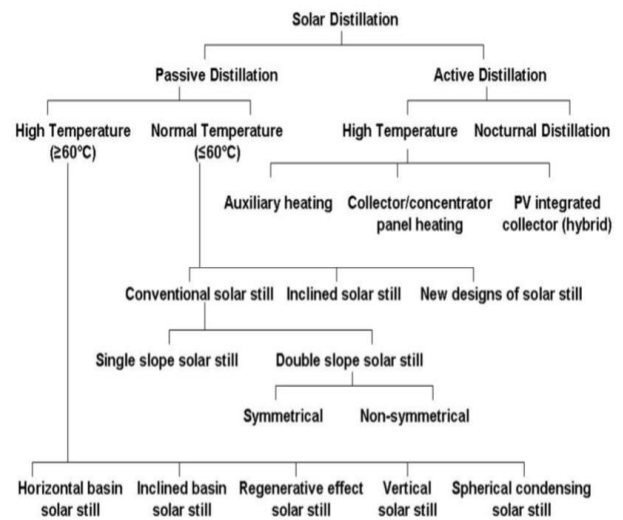 Solar Distillation
Passive Distillation
Active Distillation
High Temperature
(≥60°C)
Normal Temperature
(≤60°C)
High Temperature
Nocturnal Distillation
Auxiliary heating
Collector/concentrator
panel heating
PV integrated
collector (hybrid)
Conventional solar still
Inclined solar still
New designs of solar still
Single slope solar still
Double slope solar still
Symmetrical
Non-symmetrical
Horizontal basin
solar still
Inclined basin
solar still
Regenerative effect
solar still
Vertical
solar still
Spherical condensing
solar still